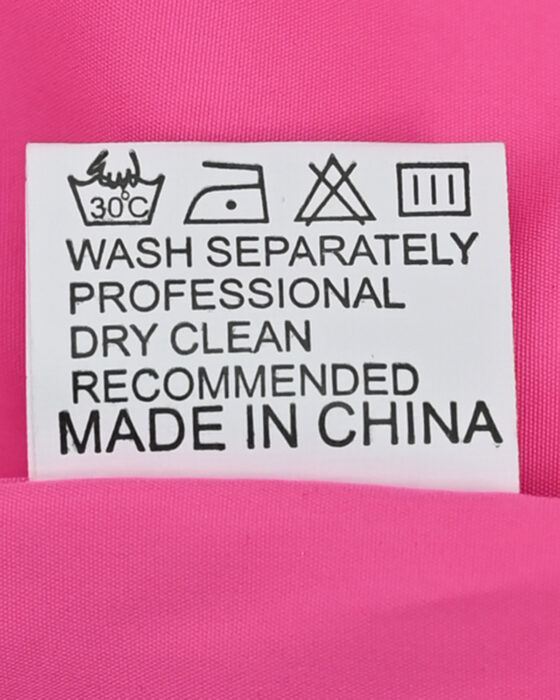 30°C
WASH SEPARATELY
PROFESSIONAL
DRY CLEAN
RECOMMENDED
MADE IN CHINA